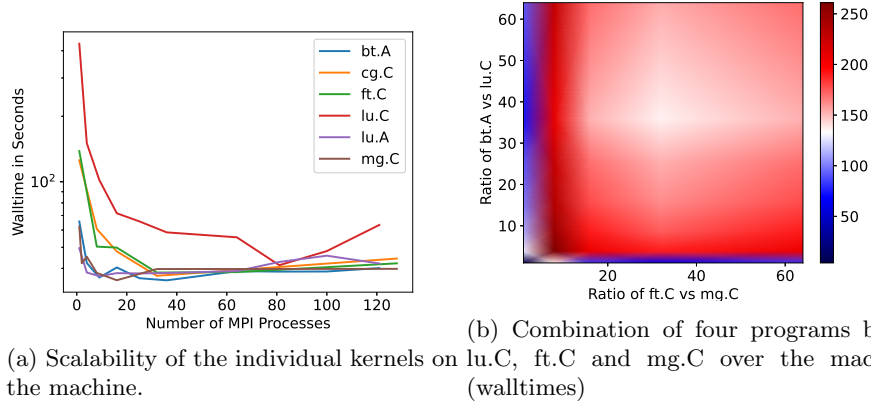 Walltime in Seconds
10²
bt.A
cg.C
ft.C
lu.C
lu.A
mg.C
0 20 40 60 80 100 120
Number of MPI Processes
(a) Scalability of the individual kernels on
the machine.
Ratio of bt.A vs lu.C
60
50
40
30
20
10
20 40 60
Ratio of ft.C vs mg.C
250
200
150
100
50
(b) Combination of four programs b
lu.C, ft.C and mg.C over the mac
(walltimes)